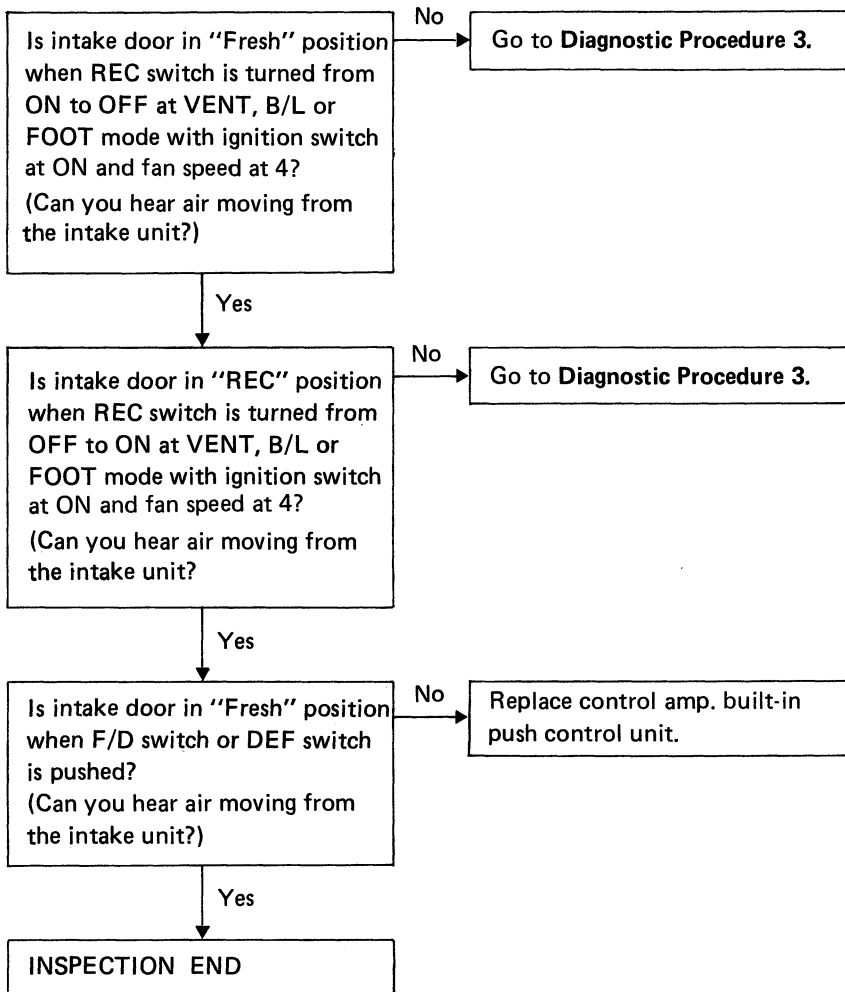 Is intake door in “Fresh” position
when REC switch is turned from
ON to OFF at VENT, B/L or
FOOT mode with ignition switch
at ON and fan speed at 4?
(Can you hear air moving from
the intake unit?)
No
Go to Diagnostic Procedure 3.
Yes
Is intake door in “REC” position
when REC switch is turned from
OFF to ON at VENT, B/L or
FOOT mode with ignition switch
at ON and fan speed at 4?
(Can you hear air moving from
the intake unit?
No
Go to Diagnostic Procedure 3.
Yes
Is intake door in “Fresh” position
when F/D switch or DEF switch
is pushed?
(Can you hear air moving from
the intake unit?)
No
Replace control amp. built-in
push control unit.
Yes
INSPECTION END